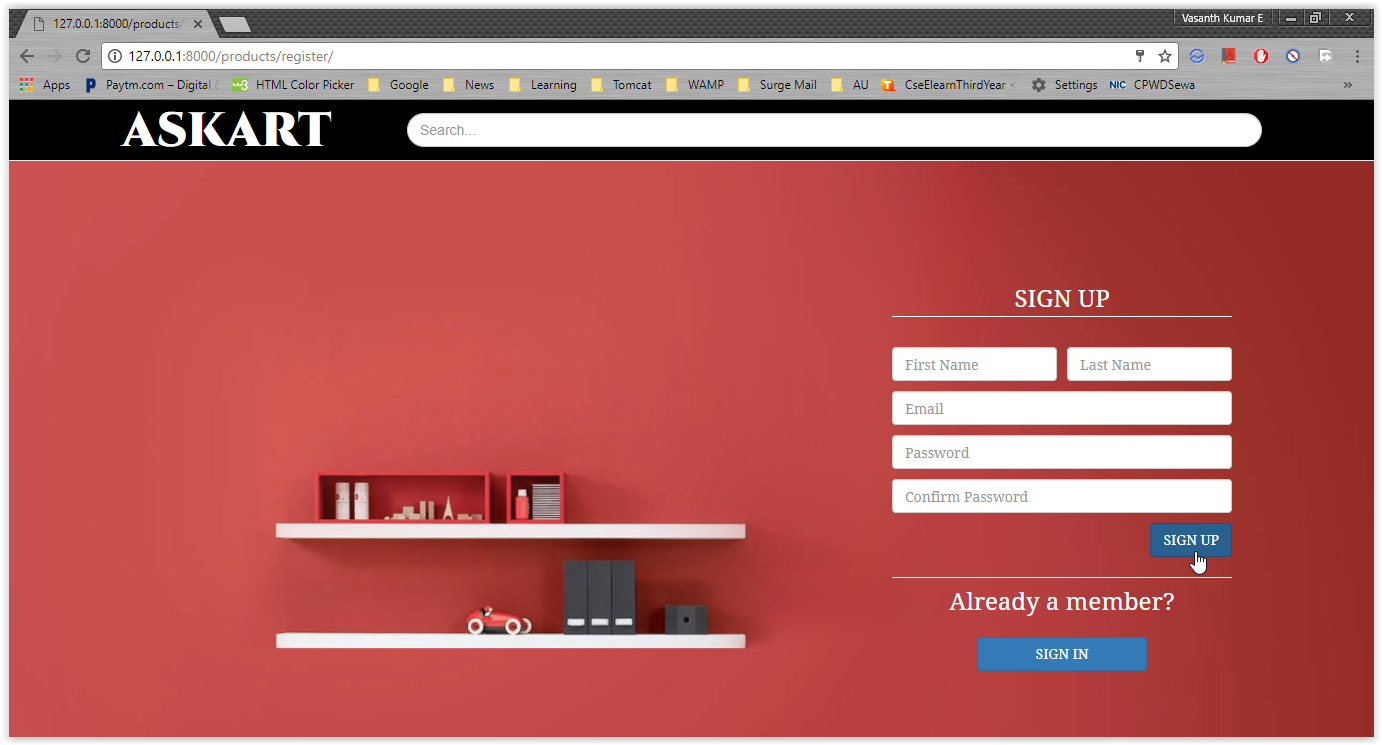 127.0.0.1:8000/products/
Vasanth Kumar E
127.0.0.1:8000/products/register/
Apps Paytm.com – Digital & HTML Color Picker Google News Learning Tomcat WAMP Surge Mail AU CseElearnThirdYear < Settings NIC CPWDSewa »
ASKART
Search...
SIGN UP
First Name Last Name
Email
Password
Confirm Password
SIGN UP
Already a member?
SIGN IN